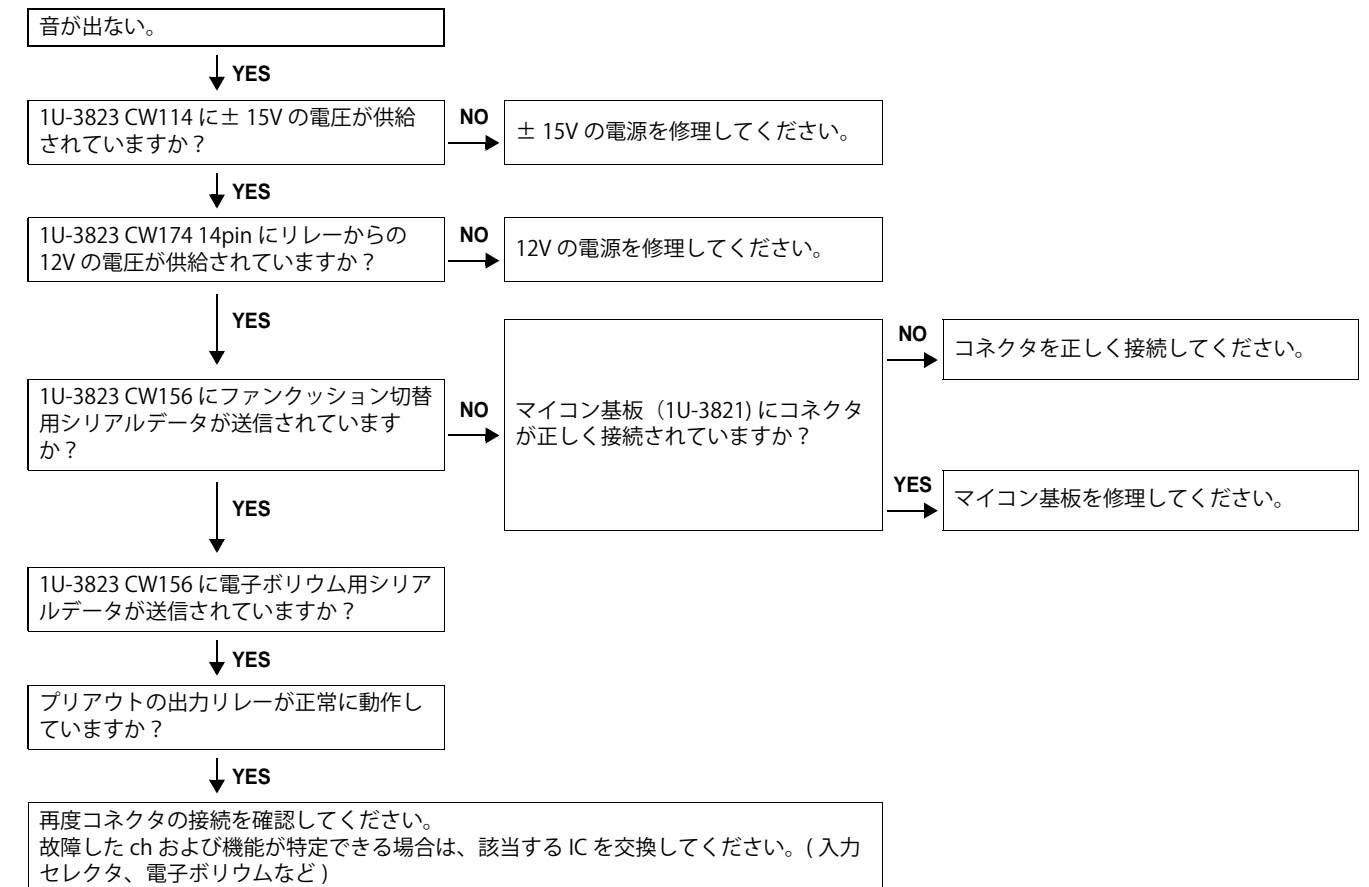 音が出ない。
YES
1U-3823 CW114 に± 15V の電圧が供給
されていますか？
NO
± 15V の電源を修理してください。
YES
1U-3823 CW174 14pin にリレーからの
12V の電圧が供給されていますか？
NO
12V の電源を修理してください。
YES
1U-3823 CW156 にファンクッション切替
用シリアルデータが送信されています
か？
NO
マイコン基板（1U-3821) にコネクタ
が正しく接続されていますか？
NO
コネクタを正しく接続してください。
YES
マイコン基板を修理してください。
YES
1U-3823 CW156 に電子ボリウム用シリア
ルデータが送信されていますか？
YES
プリアウトの出力リレーが正常に動作し
ていますか？
YES
再度コネクタの接続を確認してください。
故障した ch および機能が特定できる場合は、該当する IC を交換してください。( 入力
セレクタ、電子ボリウムなど )